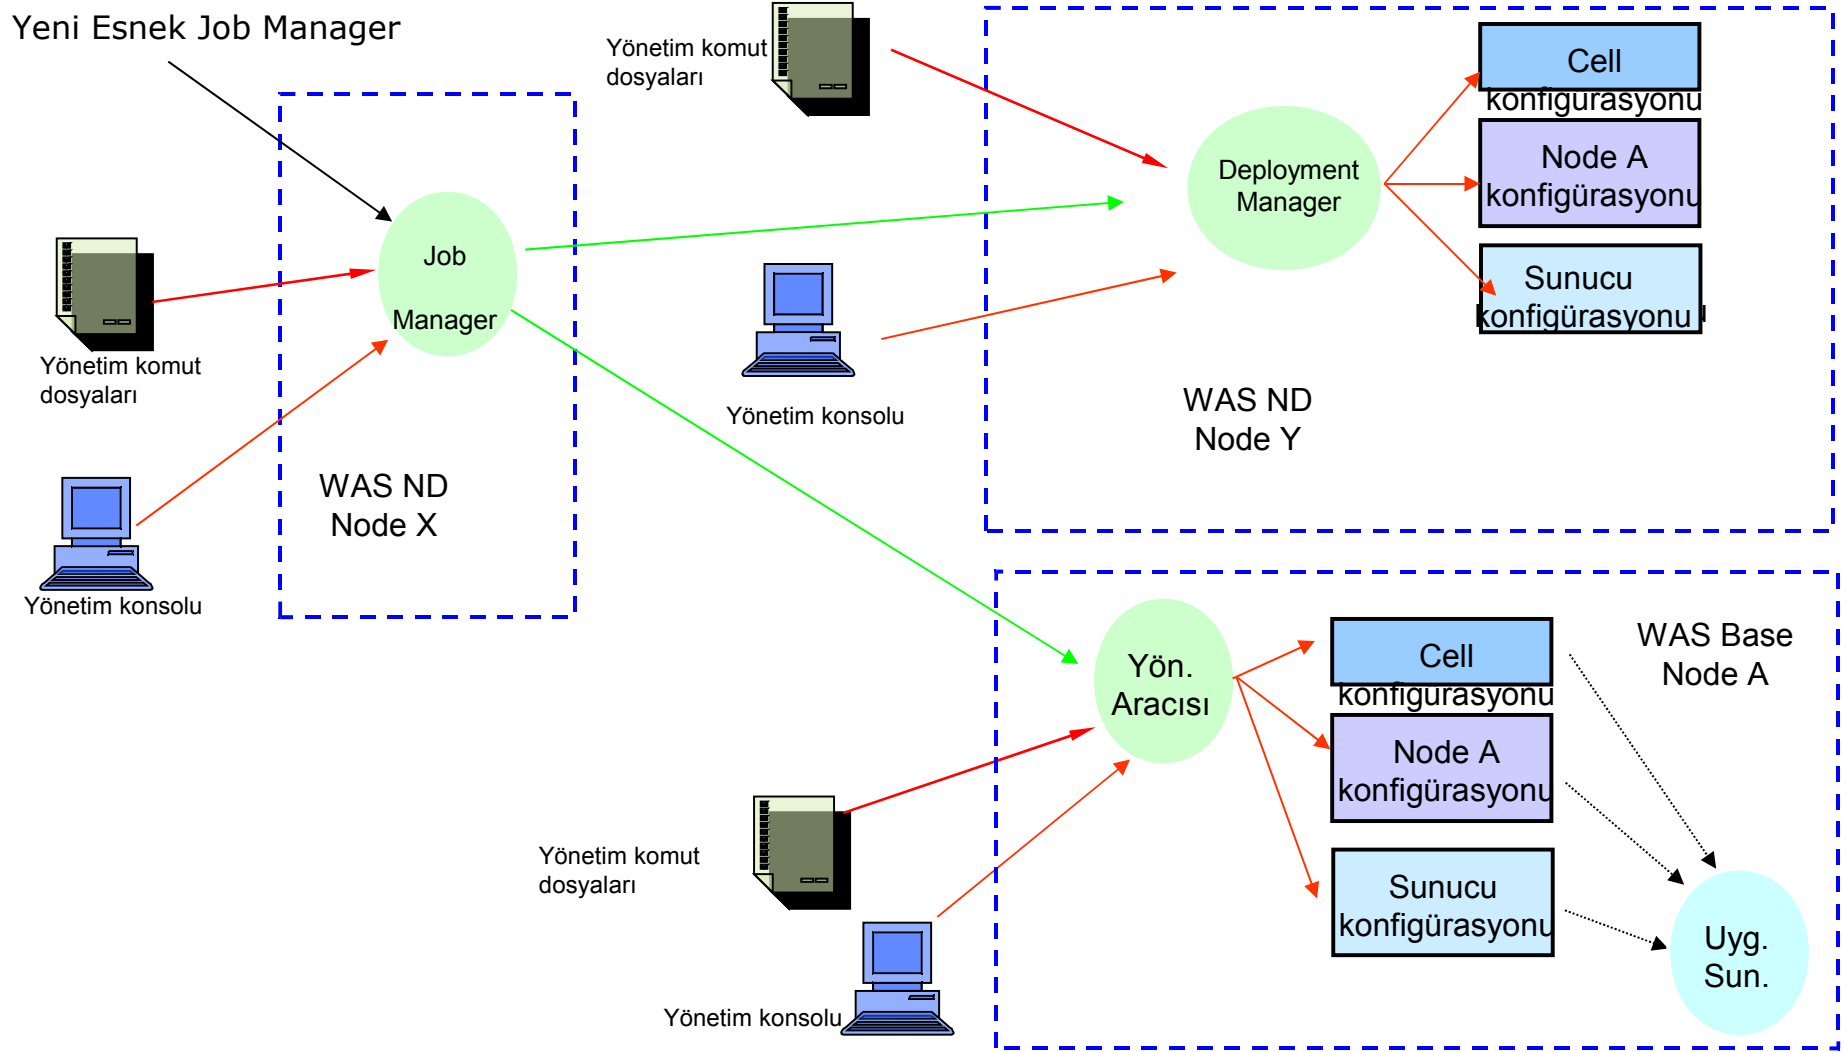 Yeni Esnek Job Manager
Yönetim komut
dosyaları
Cell
konfigürasyonu
Node A
konfigürasyonu
Deployment
Manager
Sunucu
konfigürasyonu
Job
Manager
Yönetim komut
dosyaları
Yönetim konsolu
WAS ND
Node Y
WAS ND
Node X
Yönetim konsolu
Yön.
Aracısı
Cell
konfigürasyonu
WAS Base
Node A
Node A
konfigürasyonu
Yönetim komut
dosyaları
Sunucu
konfigürasyonu
Uyg.
Sun.
Yönetim konsolu